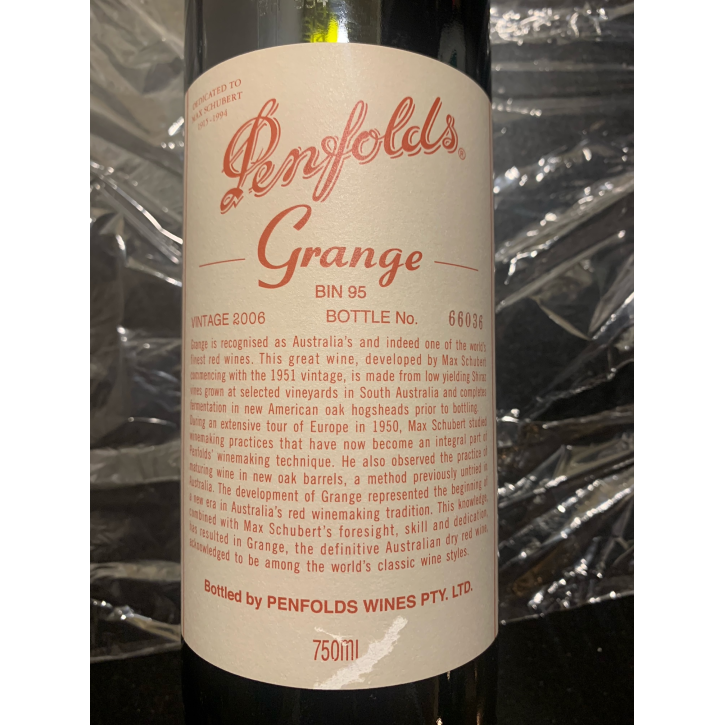 DEDICATED TO
MAX SCHUBERT
1915-1994
Penfolds®
Grange
BIN 95
VINTAGE 2006 BOTTLE No. 66036
Grange is recognised as Australia's and indeed one of the world's
finest red wines. This great wine, developed by Max Schubert
commencing with the 1951 vintage, is made from low yielding Shiraz
vines grown at selected vineyards in South Australia and completes
fermentation in new American oak hogsheads prior to bottling.
During an extensive tour of Europe in 1950, Max Schubert studied
winemaking practices that have now become an integral part of
Penfolds' winemaking technique. He also observed the practice of
maturing wine in new oak barrels, a method previously untried in
Australia. The development of Grange represented the beginning of
a new era in Australia's red winemaking tradition. This knowledge,
combined with Max Schubert's foresight, skill and dedication,
has resulted in Grange, the definitive Australian dry red wine,
acknowledged to be among the world's classic wine styles.
Bottled by PENFOLDS WINES PTY. LTD.
750ml